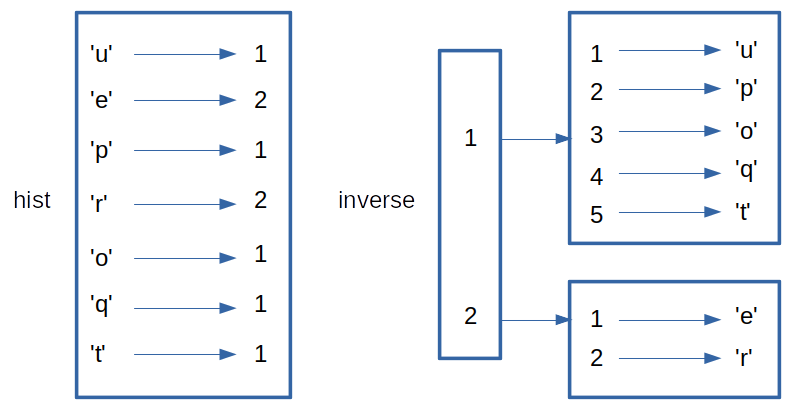 hist
'u' 1
'e' 2
'p' 1
'r' 2
'o' 1
'q' 1
't' 1
inverse
1
1 'u'
2 'p'
3 'o'
4 'q'
5 't'
2
1 'e'
2 'r'